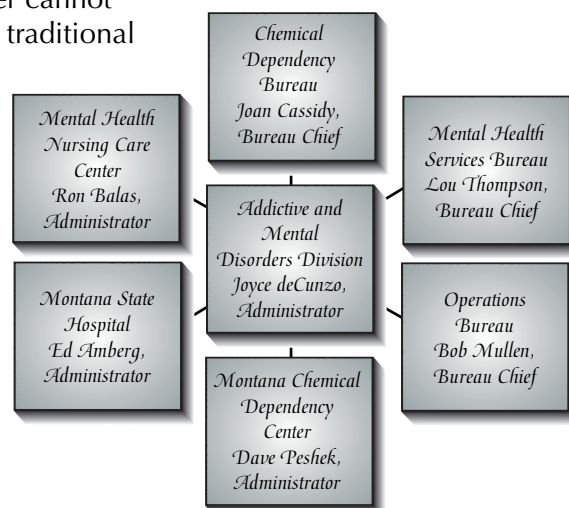 er cannot
traditional
Chemical
Dependency
Bureau
Joan Cassidy,
Bureau Chief
Mental Health
Nursing Care
Center
Ron Balas,
Administrator
Mental Health
Services Bureau
Lou Thompson,
Bureau Chief
Addictive and
Mental
Disorders Division
Joyce deCunzo,
Administrator
Montana State
Hospital
Ed Amberg,
Administrator
Operations
Bureau
Bob Mullen,
Bureau Chief
Montana Chemical
Dependency
Center
Dave Peshek,
Administrator